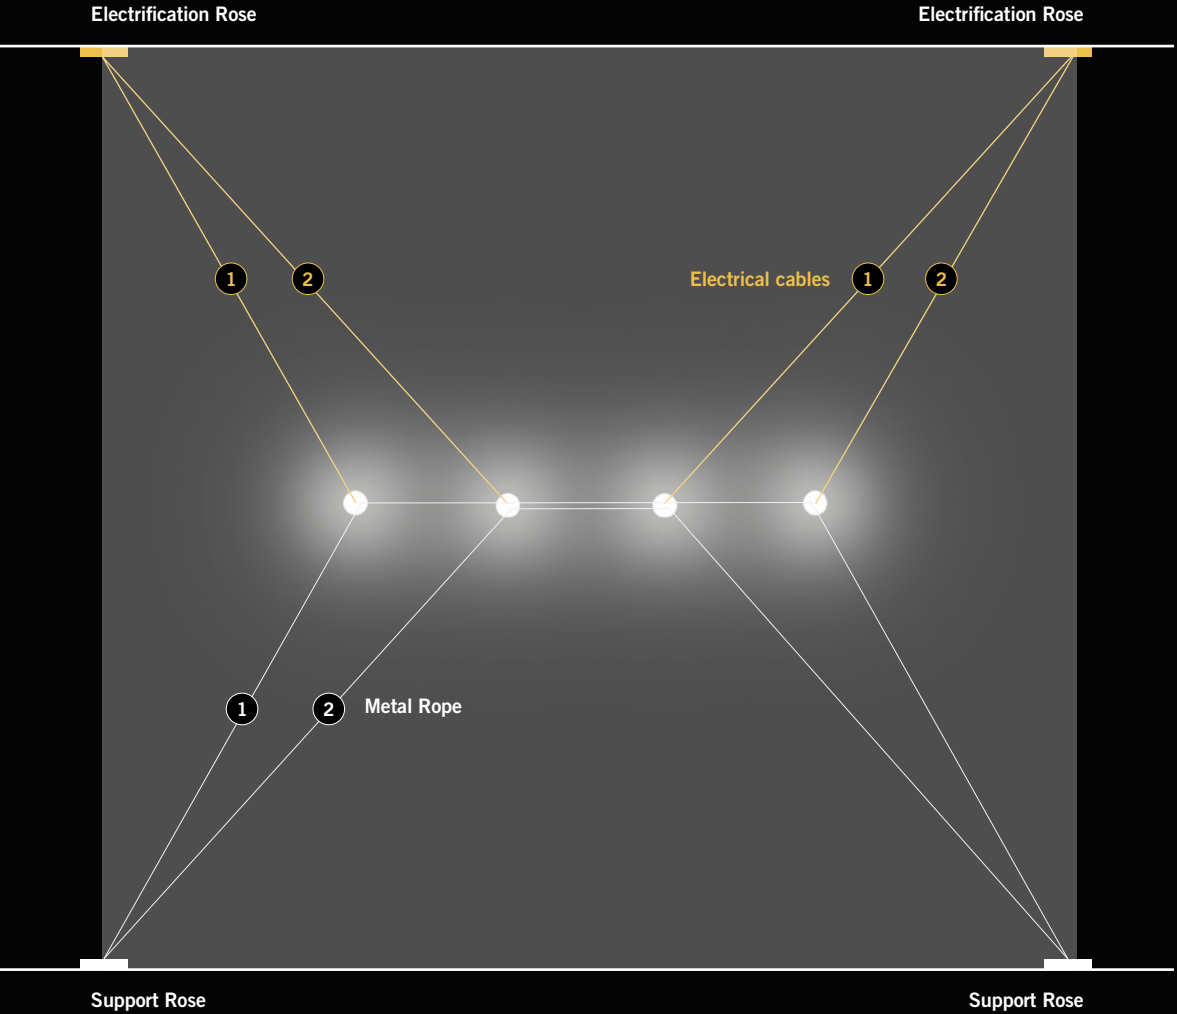 Electrification Rose
Electrification Rose
1
2
Electrical cables
1
2
1
2
Metal Rope
Support Rose
Support Rose